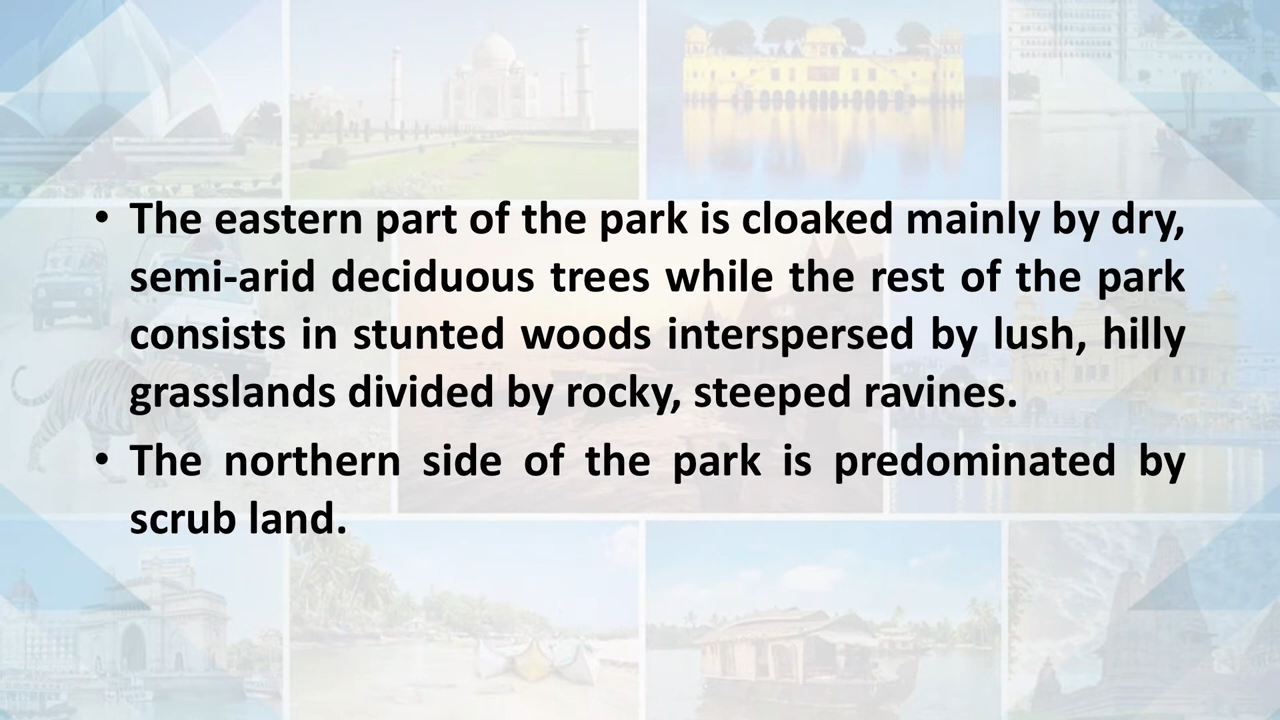 • The eastern part of the park is cloaked mainly by dry,
semi-arid deciduous trees while the rest of the park
consists in stunted woods interspersed by lush, hilly
grasslands divided by rocky, steeped ravines.
• The northern side of the park is predominated by
scrub land.